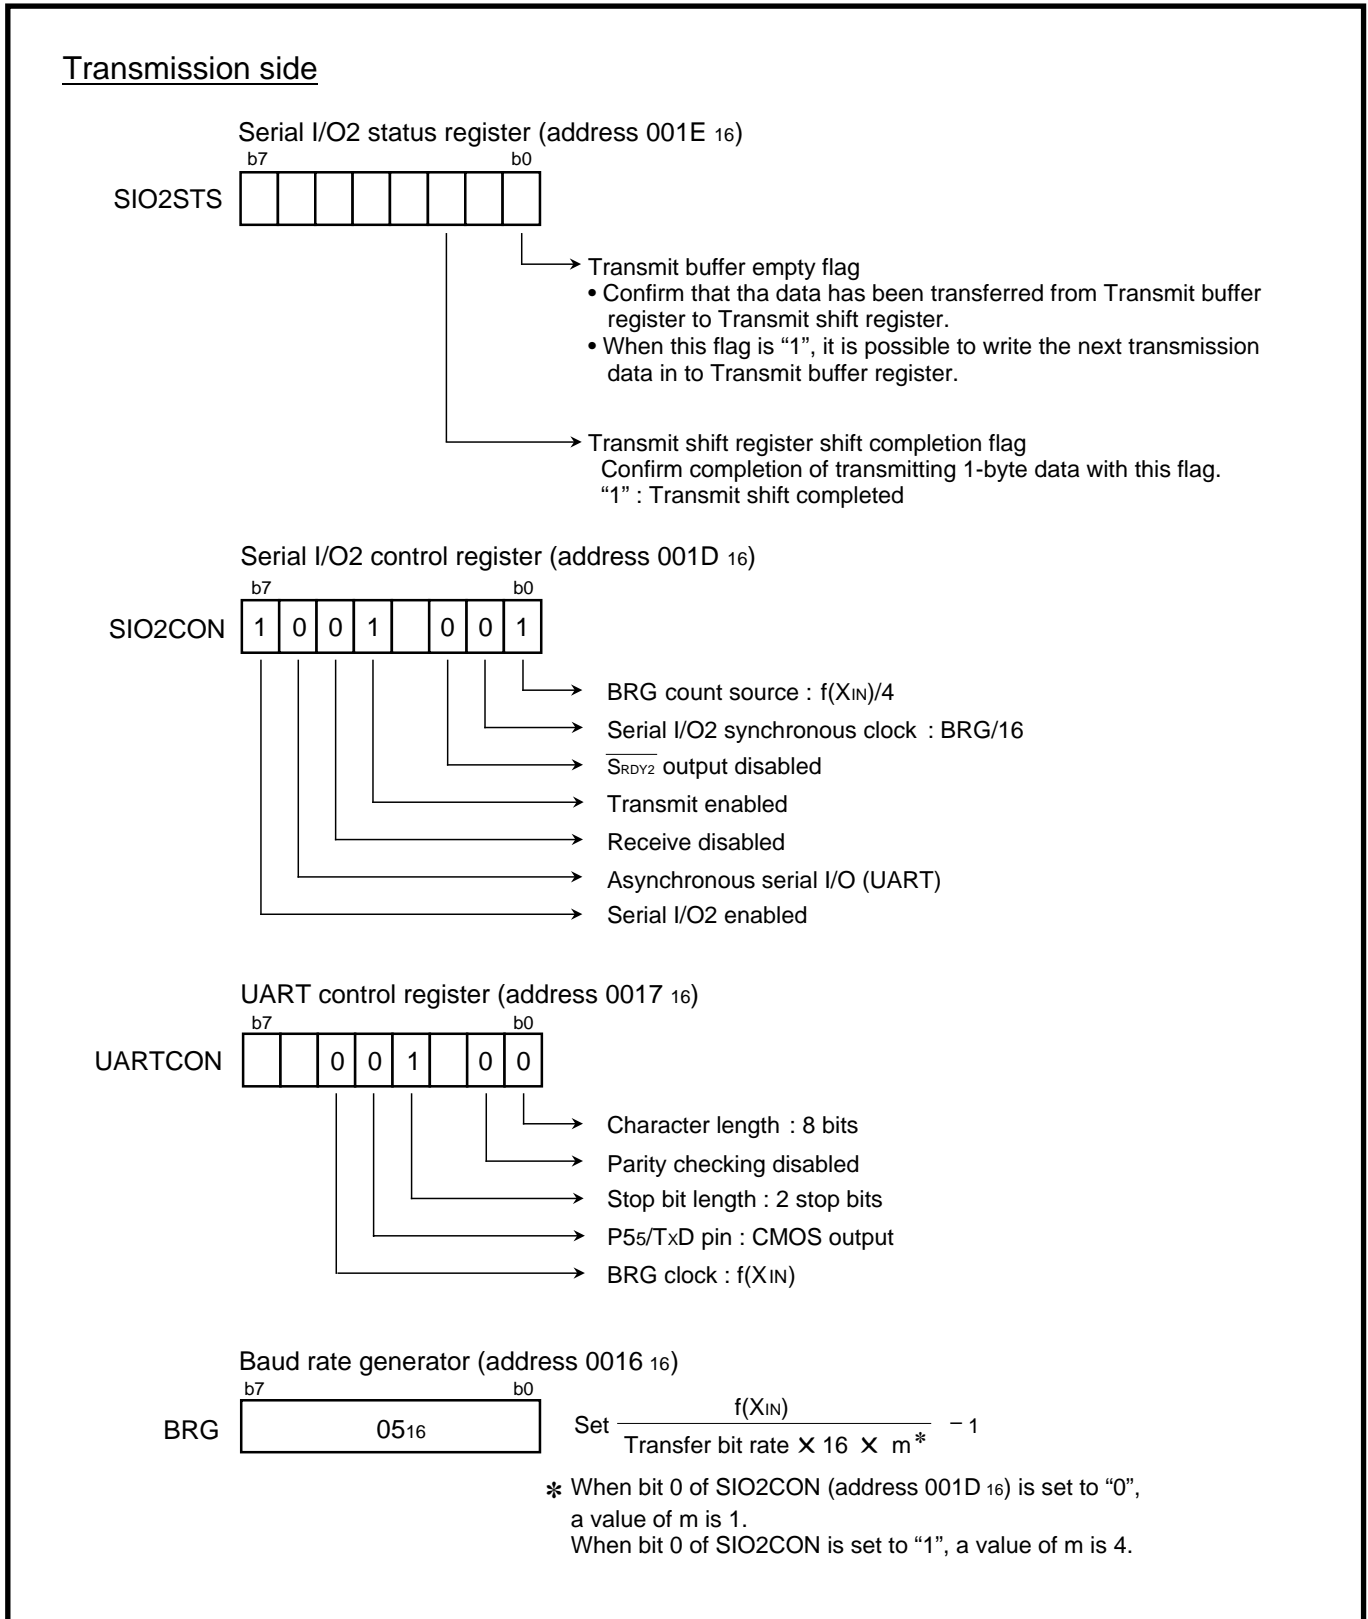 Transmission side
Serial I/O2 status register (address 001E 16)
b7 b0
SIO2STS
Transmit buffer empty flag
• Confirm that tha data has been transferred from Transmit buffer
register to Transmit shift register.
• When this flag is “1”, it is possible to write the next transmission
data in to Transmit buffer register.
Transmit shift register shift completion flag
Confirm completion of transmitting 1-byte data with this flag.
“1” : Transmit shift completed
Serial I/O2 control register (address 001D 16)
b7 b0
SIO2CON 1 0 0 1 0 0 1
BRG count source : f(XIN)/4
Serial I/O2 synchronous clock : BRG/16
SRDY2 output disabled
Transmit enabled
Receive disabled
Asynchronous serial I/O (UART)
Serial I/O2 enabled
UART control register (address 0017 16)
b7 b0
UARTCON 0 0 1 0 0
Character length : 8 bits
Parity checking disabled
Stop bit length : 2 stop bits
P55/TxD pin : CMOS output
BRG clock : f(XIN)
Baud rate generator (address 0016 16)
b7 b0
BRG 0516
Set f(XIN)
Transfer bit rate × 16 × m* – 1
* When bit 0 of SIO2CON (address 001D 16) is set to “0”,
a value of m is 1.
When bit 0 of SIO2CON is set to “1”, a value of m is 4.